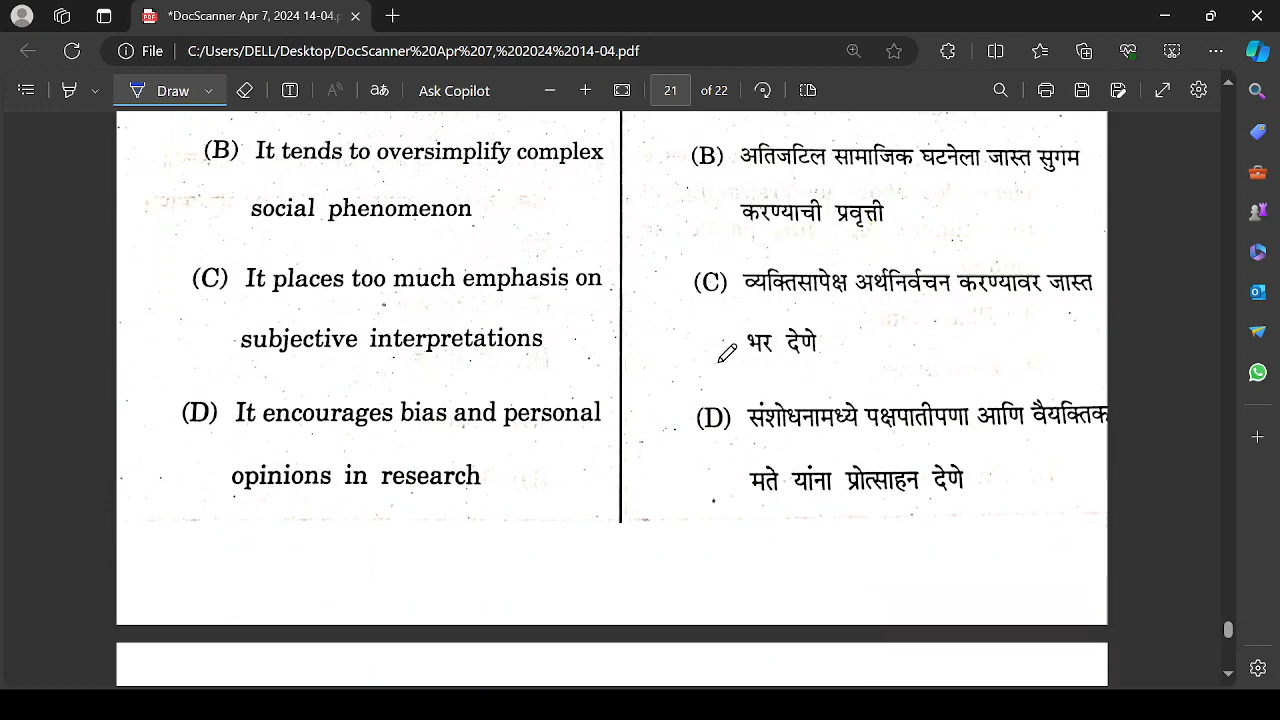 *DocScanner Apr 7, 2024 14-04.p
File
C:/Users/DELL/Desktop/DocScanner%20Apr%207,%202024%2014-04.pdf
Draw
Ask Copilot
21
of 22
(B) It tends to oversimplify complex
social phenomenon
(C) It places too much emphasis on
subjective interpretations
(D) It encourages bias and personal
opinions in research
(B) अतिजटिल सामाजिक घटनेला जास्त सुगम
करण्याची प्रवृत्ती
(C) व्यक्तिसापेक्ष अर्थनिर्वचन करण्यावर जास्त
भर देणे
(D) संशोधनामध्ये पक्षपातीपणा आणि वैयक्तिक
मते यांना प्रोत्साहन देणे